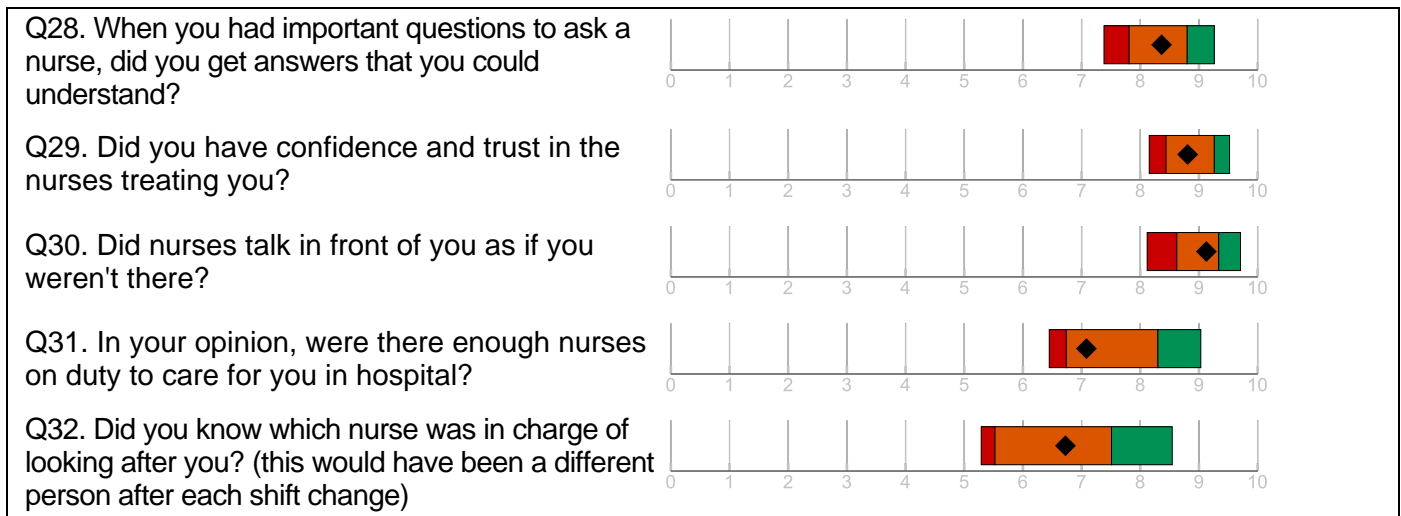 Q28. When you had important questions to ask a
nurse, did you get answers that you could
understand?
0 1 2 3 4 5 6 7 8 9 10
Q29. Did you have confidence and trust in the
nurses treating you?
0 1 2 3 4 5 6 7 8 9 10
Q30. Did nurses talk in front of you as if you
weren't there?
0 1 2 3 4 5 6 7 8 9 10
Q31. In your opinion, were there enough nurses
on duty to care for you in hospital?
0 1 2 3 4 5 6 7 8 9 10
Q32. Did you know which nurse was in charge of
looking after you? (this would have been a different
person after each shift change)
0 1 2 3 4 5 6 7 8 9 10